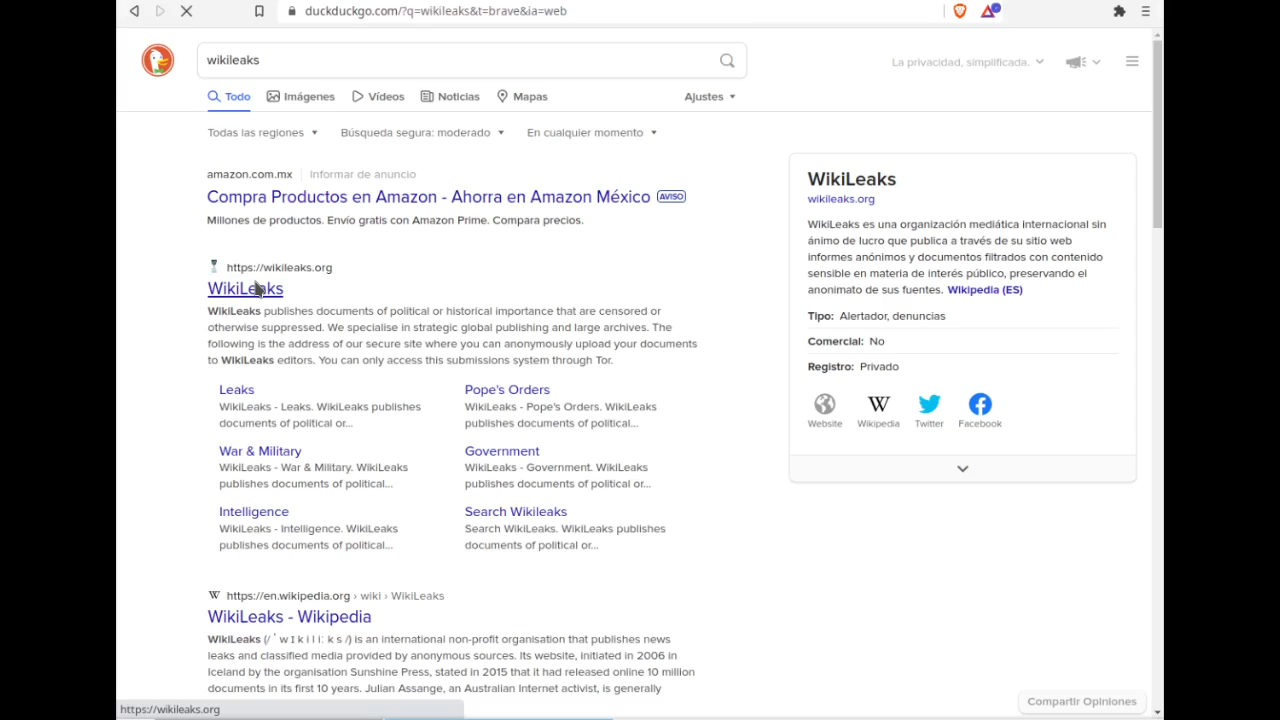 duckduckgo.com/?q=wikileaks&t=brave&ia=web
wikileaks
La privacidad, simplificada.
Todo Imágenes Vídeos Noticias Mapas Ajustes
Todas las regiones Búsqueda segura: moderado En cualquier momento
amazon.com.mx Informar de anuncio
Compra Productos en Amazon - Ahorra en Amazon México AVISO
Millones de productos. Envío gratis con Amazon Prime. Compara precios.
https://wikileaks.org
WikiLeaks
WikiLeaks publishes documents of political or historical importance that are censored or
otherwise suppressed. We specialise in strategic global publishing and large archives. The
following is the address of our secure site where you can anonymously upload your documents
to WikiLeaks editors. You can only access this submissions system through Tor.
Leaks
WikiLeaks - Leaks. WikiLeaks publishes
documents of political or...
Pope's Orders
WikiLeaks - Pope's Orders. WikiLeaks
publishes documents of political...
War & Military
WikiLeaks - War & Military. WikiLeaks
publishes documents of political...
Government
WikiLeaks - Government. WikiLeaks
publishes documents of political or...
Intelligence
WikiLeaks - Intelligence. WikiLeaks
publishes documents of political...
Search Wikileaks
Search WikiLeaks. WikiLeaks publishes
documents of political or...
https://en.wikipedia.org › wiki › WikiLeaks
WikiLeaks - Wikipedia
WikiLeaks (/ ˈ w ɪ k i l iː k s /) is an international non-profit organisation that publishes news
leaks and classified media provided by anonymous sources. Its website, initiated in 2006 in
Iceland by the organisation Sunshine Press, stated in 2015 that it had released online 10 million
documents in its first 10 years. Julian Assange, an Australian Internet activist, is generally
WikiLeaks
wikileaks.org
WikiLeaks es una organización mediática internacional sin
ánimo de lucro que publica a través de su sitio web
informes anónimos y documentos filtrados con contenido
sensible en materia de interés público, preservando el
anonimato de sus fuentes. Wikipedia (ES)
Tipo: Alertador, denuncias
Comercial: No
Registro: Privado
Website Wikipedia Twitter Facebook
Compartir Opiniones
https://wikileaks.org